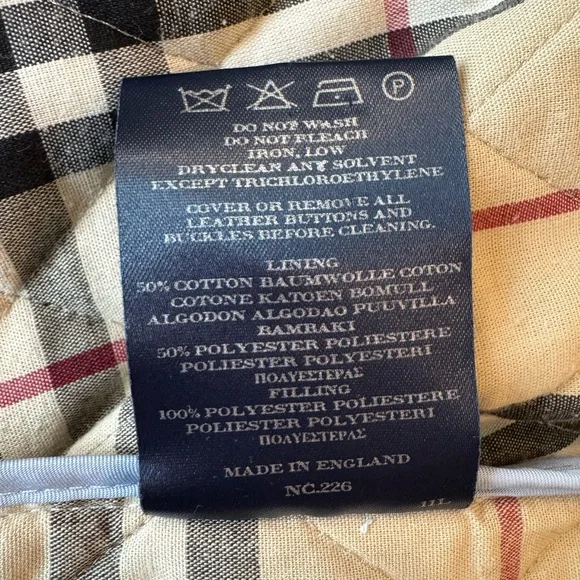 P
DO NOT WASH
DO NOT BLEACH
IRON, LOW
DRYCLEAN ANY SOLVENT
EXCEPT TRICHLOROETHYLENE
COVER OR REMOVE ALL
LEATHER BUTTONS AND
BUCKLES BEFORE CLEANING.
LINING
50% COTTON BAUMWOLLE COTON
COTONE KATOEN BOMULL
ALGODON ALGODAO PUUVILLA
BAMBAKI
50% POLYESTER POLIESTERE
POLIESTER POLYESTERI
ΠΟΛΥΕΣΤΕΡΑΣ
FILLING
100% POLYESTER POLIESTERE
POLIESTER POLYESTERI
ΠΟΛΥΕΣΤΕΡΑΣ
MADE IN ENGLAND
NC.226
11L